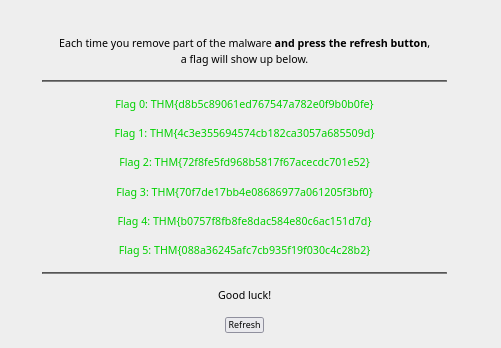 Each time you remove part of the malware and press the refresh button,
a flag will show up below.
Flag 0: THM{d8b5c89061ed767547a782e0f9b0b0fe}
Flag 1: THM{4c3e355694574cb182ca3057a685509d}
Flag 2: THM{72f8fe5fd968b5817f67acecdc701e52}
Flag 3: THM{70f7de17bb4e08686977a061205f3bf0}
Flag 4: THM{b0757f8fb8fe8dac584e80c6ac151d7d}
Flag 5: THM{088a36245afc7cb935f19f030c4c28b2}
Good luck!
Refresh